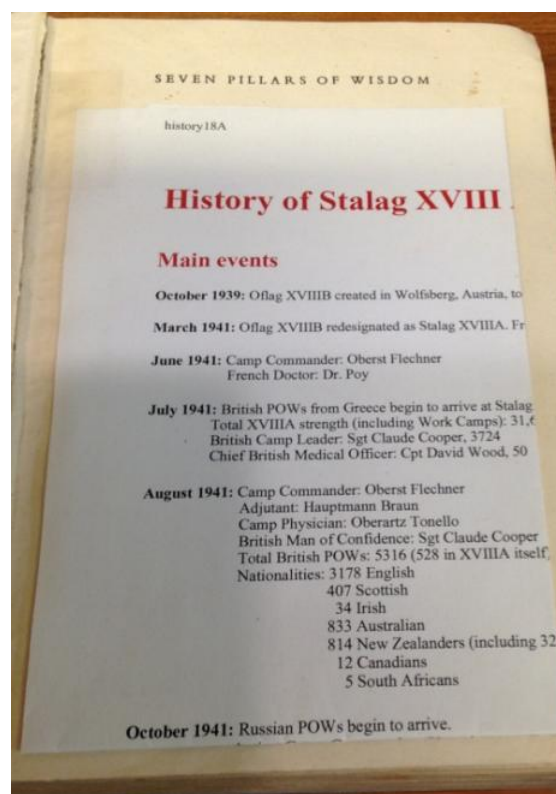 SEVEN PILLARS OF WISDOM
history18A
History of Stalag XVIII
Main events
October 1939: Oflag XVIIIB created in Wolfsberg, Austria, to
March 1941: Oflag XVIIIB redesignated as Stalag XVIIIA. Fr
June 1941: Camp Commander: Oberst Flechner
French Doctor: Dr. Poy
July 1941: British POWs from Greece begin to arrive at Stalag
Total XVIIIA strength (including Work Camps): 31,6
British Camp Leader: Sgt Claude Cooper, 3724
Chief British Medical Officer: Cpt David Wood, 50
August 1941: Camp Commander: Oberst Flechner
Adjutant: Hauptmann Braun
Camp Physician: Oberartz Tonello
British Man of Confidence: Sgt Claude Cooper
Total British POWs: 5316 (528 in XVIIIA itself,
Nationalities: 3178 English
407 Scottish
34 Irish
833 Australian
814 New Zealanders (including 32
12 Canadians
5 South Africans
October 1941: Russian POWs begin to arrive.